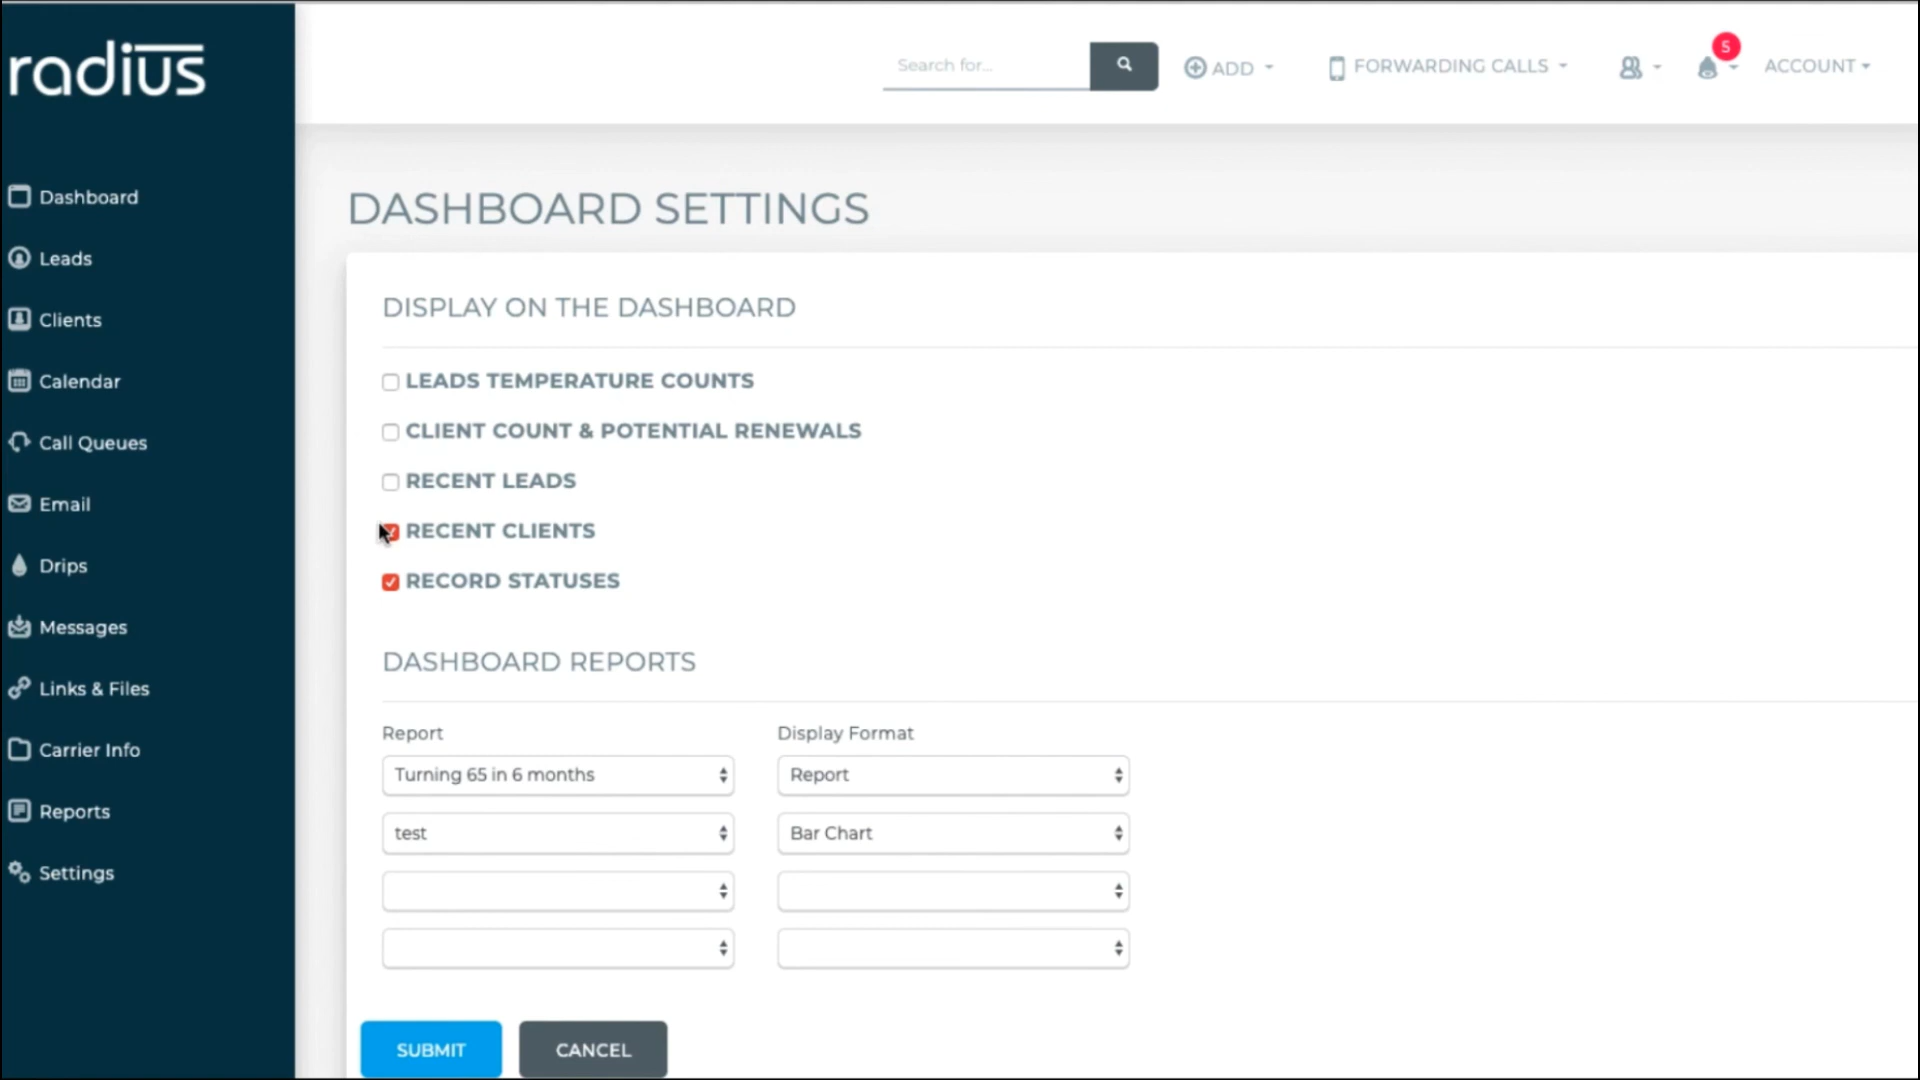 radius
Search for...
ADD
FORWARDING CALLS
5
ACCOUNT
Dashboard
Leads
Clients
Calendar
Call Queues
Email
Drips
Messages
Links & Files
Carrier Info
Reports
Settings
DASHBOARD SETTINGS
DISPLAY ON THE DASHBOARD
LEADS TEMPERATURE COUNTS
CLIENT COUNT & POTENTIAL RENEWALS
RECENT LEADS
RECENT CLIENTS
RECORD STATUSES
DASHBOARD REPORTS
Report Display Format
Turning 65 in 6 months Report
test Bar Chart
SUBMIT CANCEL